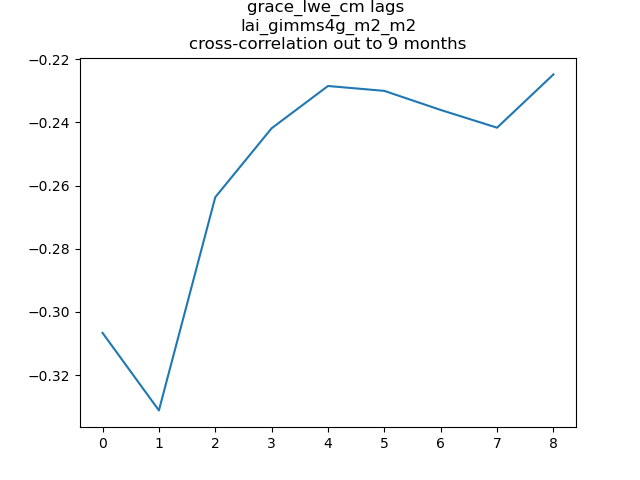 grace_lwe_cm lags
lai_gimms4g_m2_m2
cross-correlation out to 9 months
−0.22
−0.24
−0.26
−0.28
−0.30
−0.32
0 1 2 3 4 5 6 7 8